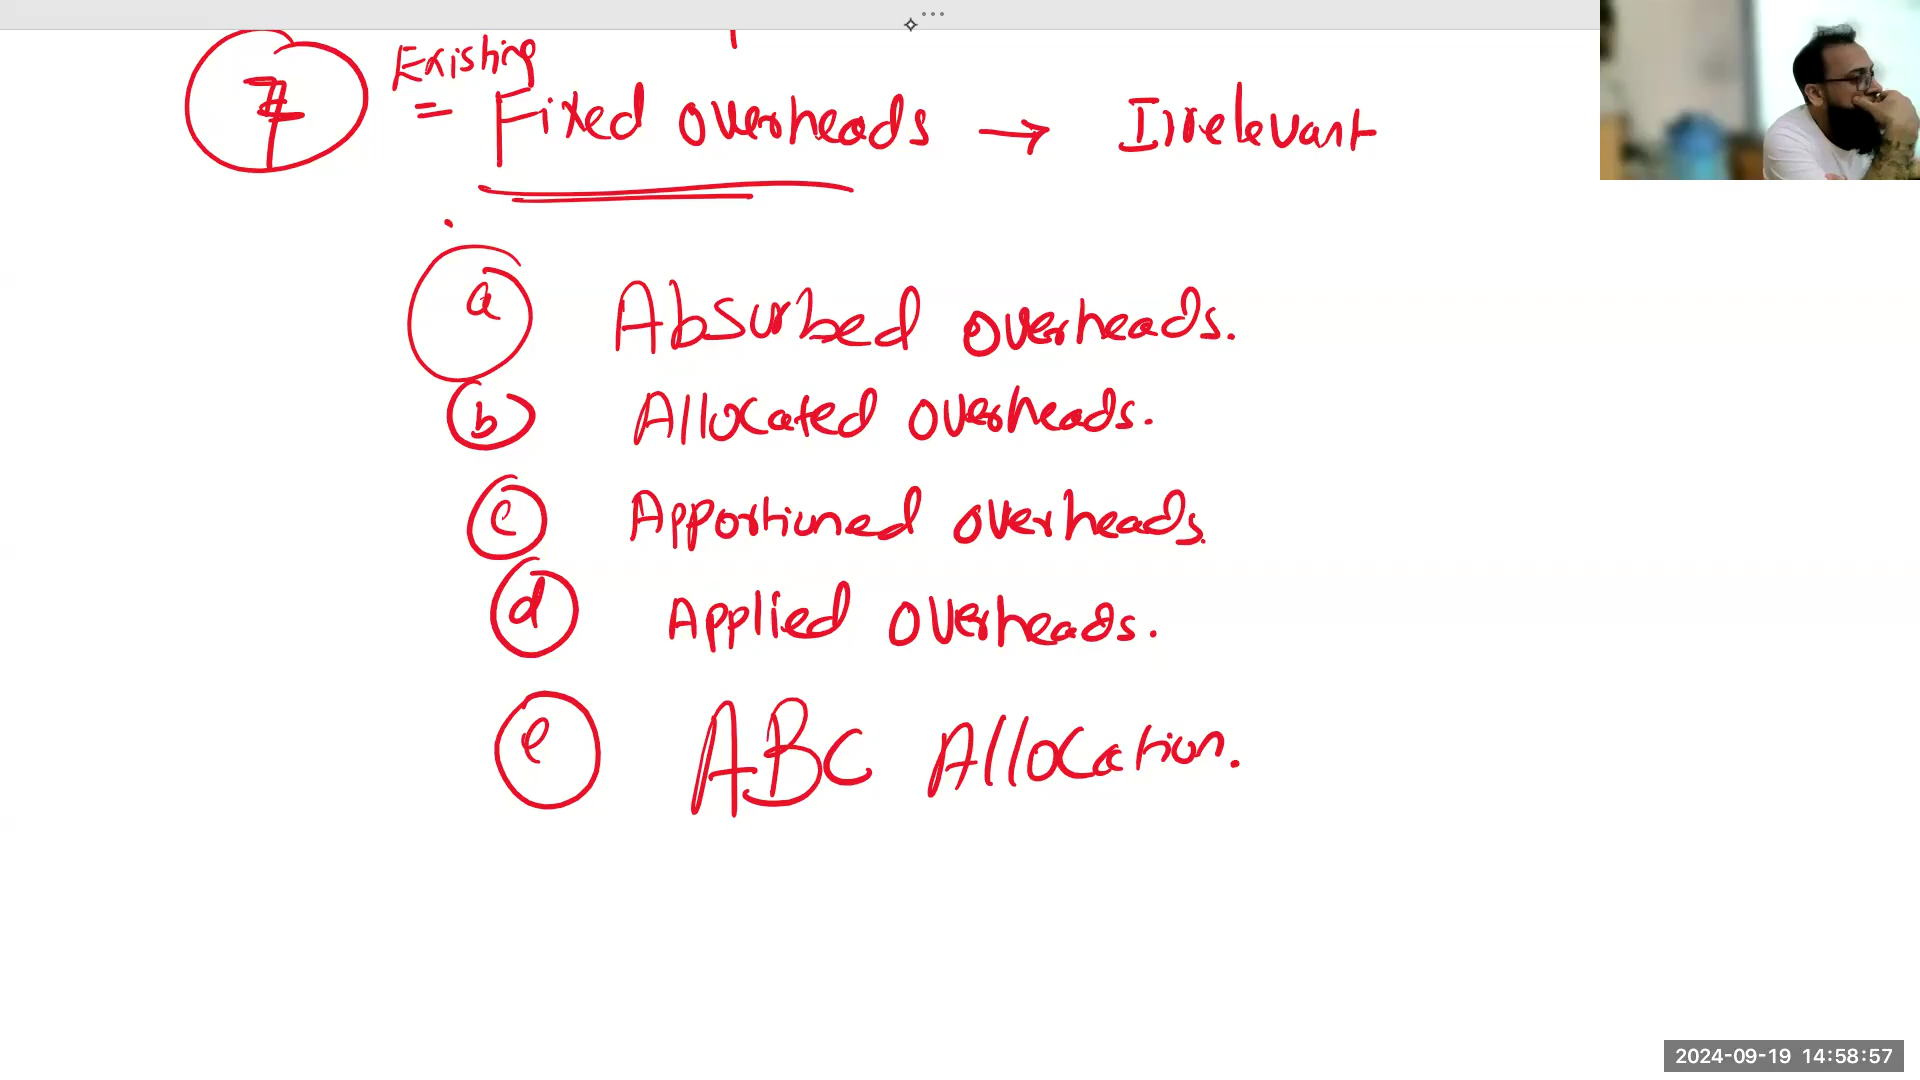 7 Existing
= Fixed overheads → Irrelevant
a Absurbed overheads.
b Allocated overheads.
c Apportioned overheads.
d Applied overheads.
e ABC Allocation.
2024-09-19 14:58:57